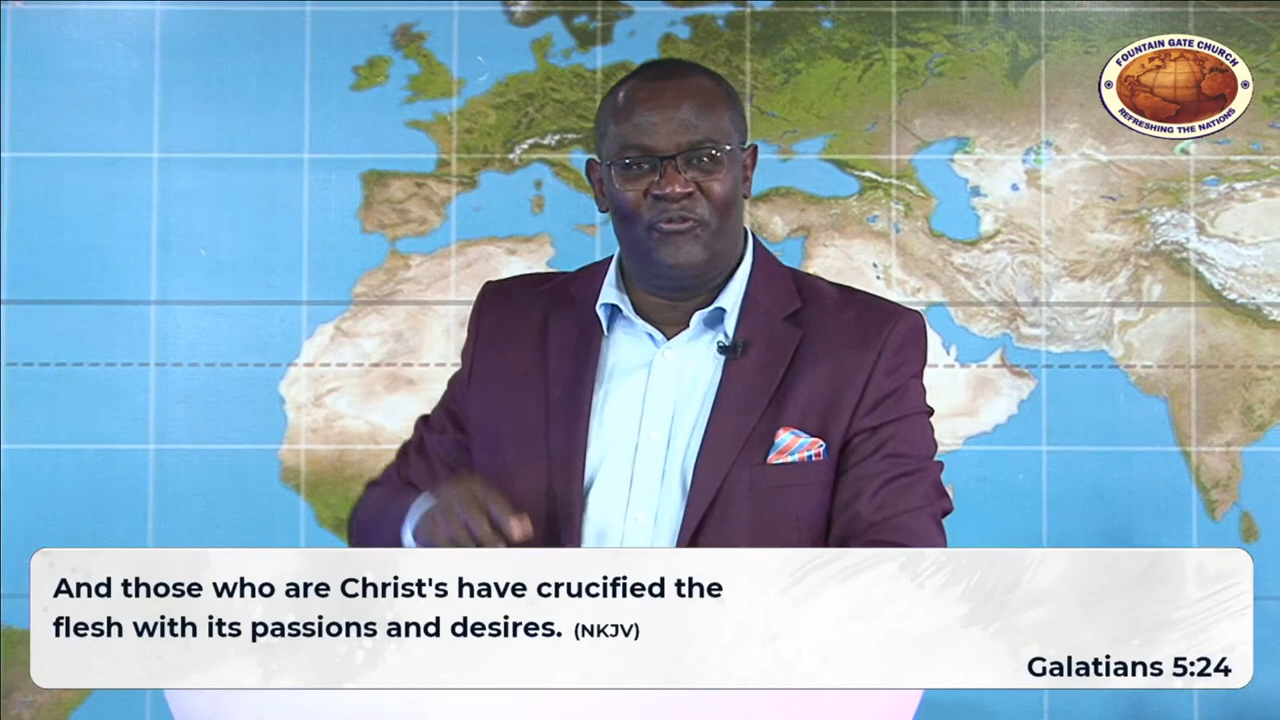 FOUNTAIN GATE CHURCH
REFRESHING THE NATIONS
And those who are Christ's have crucified the
flesh with its passions and desires. (NKJV)
Galatians 5:24